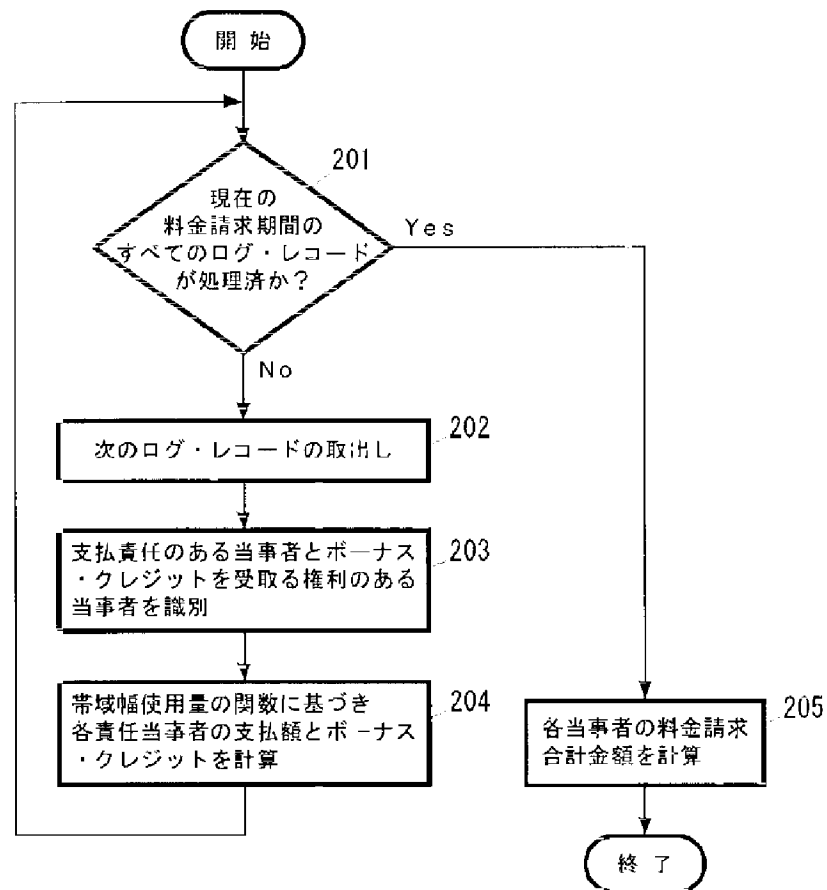 開始
201
現在の
料金請求期間の
すべてのログ・レコード
が処理済か？
Yes
No
次のログ・レコードの取出し
202
支払責任のある当事者とボーナス
・クレジットを受取る権利のある
当事者を識別
203
帯域幅使用量の関数に基づき
各責任当事者の支払額とボーナス
・クレジットを計算
204
各当事者の料金請求
合計金額を計算
205
終了